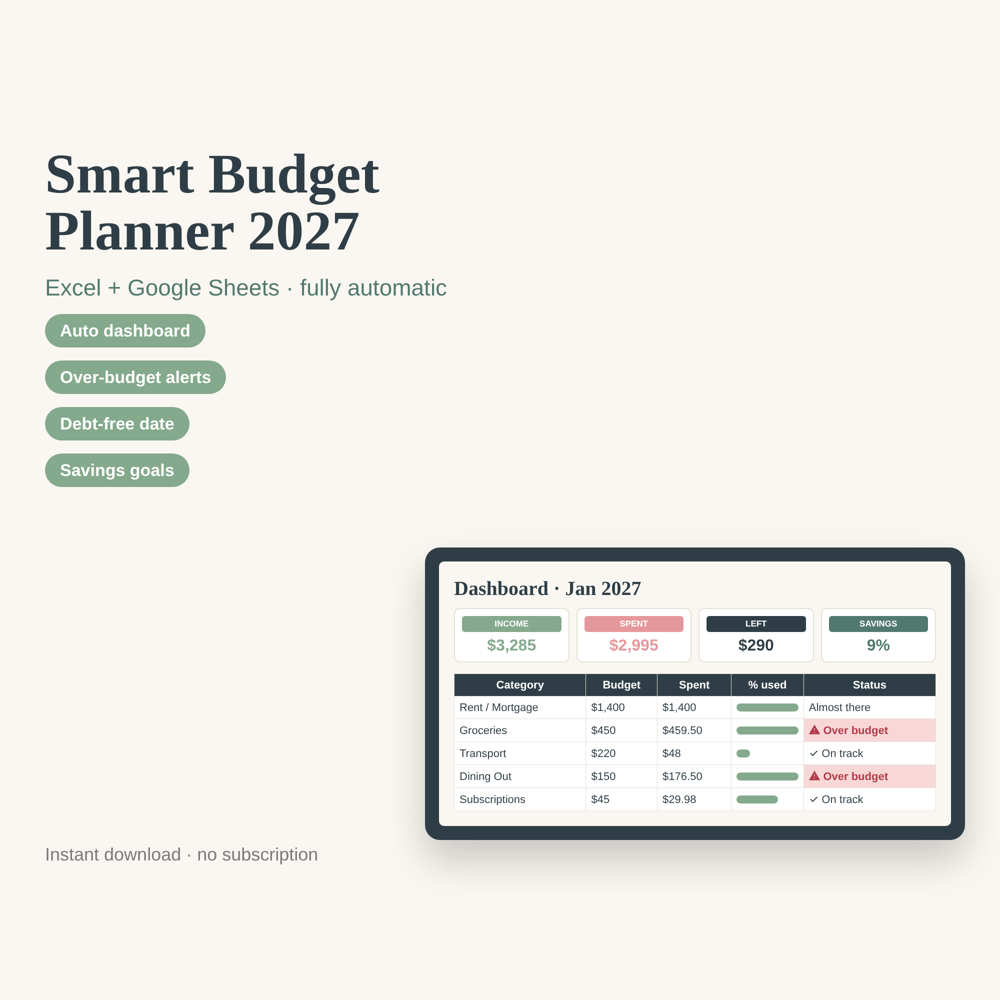 Smart Budget
Planner 2027
Excel + Google Sheets · fully automatic
Auto dashboard
Over-budget alerts
Debt-free date
Savings goals
Dashboard · Jan 2027
INCOME SPENT LEFT SAVINGS
$3,285 $2,995 $290 9%
Category Budget Spent % used Status
Rent / Mortgage $1,400 $1,400 Almost there
Groceries $450 $459.50 ⚠ Over budget
Transport $220 $48 ✓ On track
Dining Out $150 $176.50 ⚠ Over budget
Subscriptions $45 $29.98 ✓ On track
Instant download · no subscription